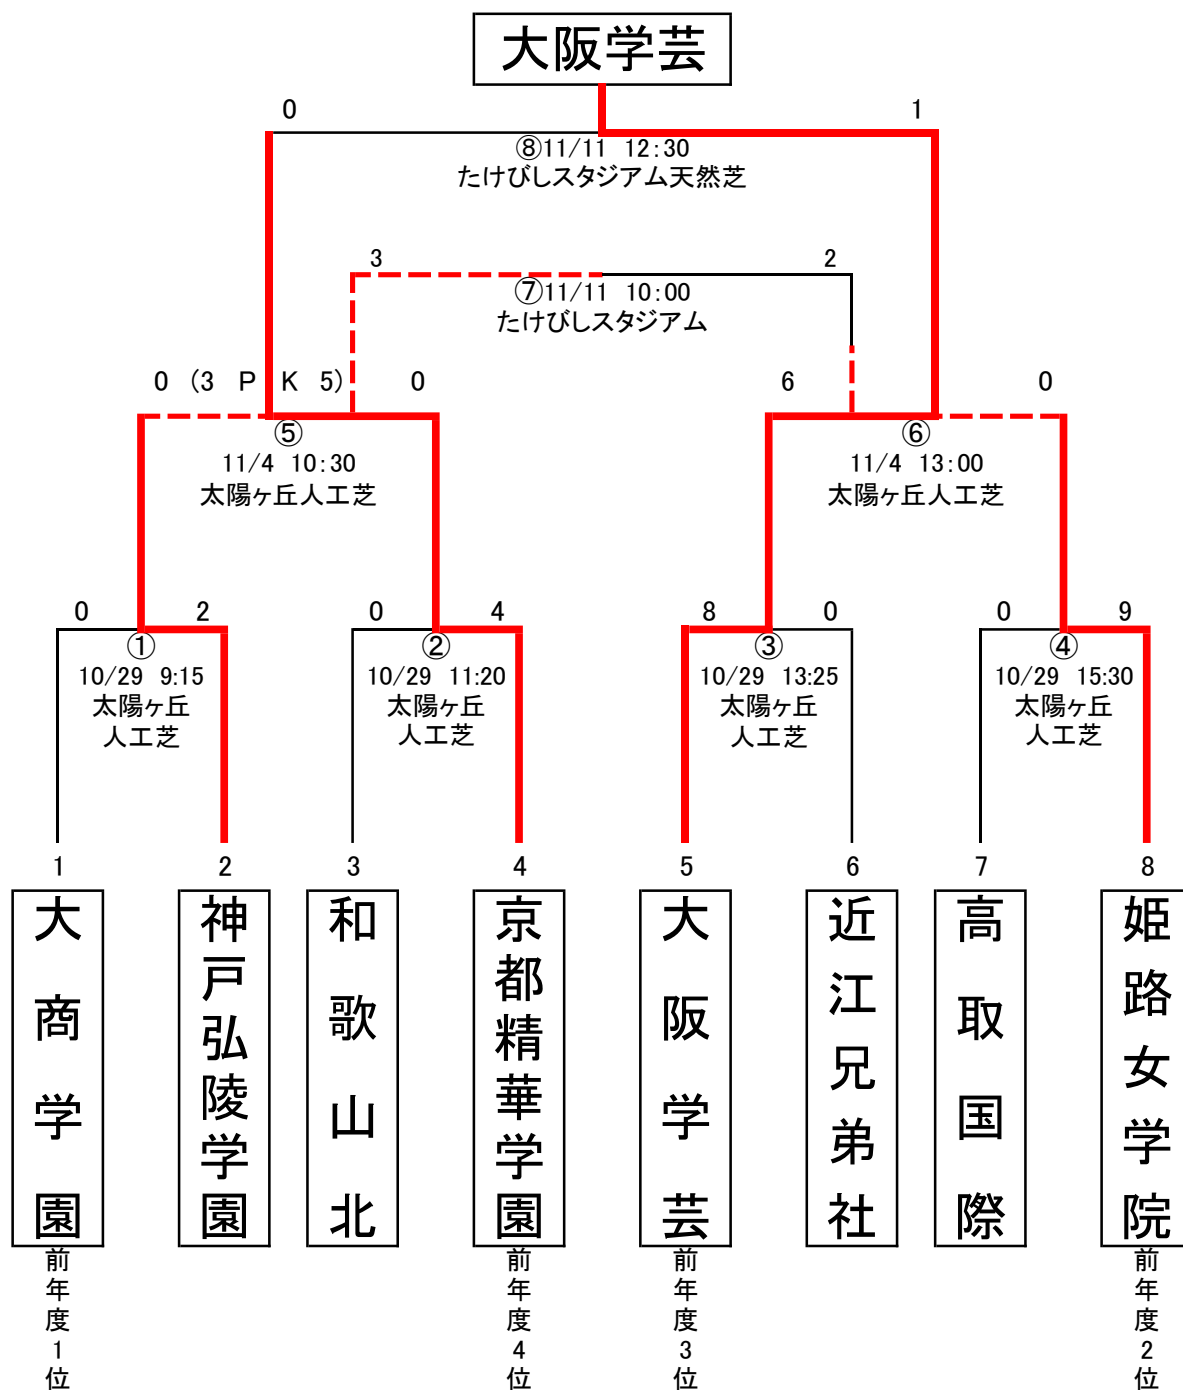 大阪学芸
0 1
⑧11/11 12:30
たけびしスタジアム天然芝
3 2
⑦11/11 10:00
たけびしスタジアム
0 (3 P K 5) 0
6 0
⑤
11/4 10:30
太陽ヶ丘人工芝
⑥
11/4 13:00
太陽ヶ丘人工芝
0 2
①
10/29 9:15
太陽ヶ丘
人工芝
0 4
②
10/29 11:20
太陽ヶ丘
人工芝
8 0
③
10/29 13:25
太陽ヶ丘
人工芝
0 9
④
10/29 15:30
太陽ヶ丘
人工芝
1
大商学園
前年度1位
2
神戸弘陵学園
3
和歌山北
4
京都精華学園
前年度4位
5
大阪学芸
前年度3位
6
近江兄弟社
7
高取国際
8
姫路女学院
前年度2位